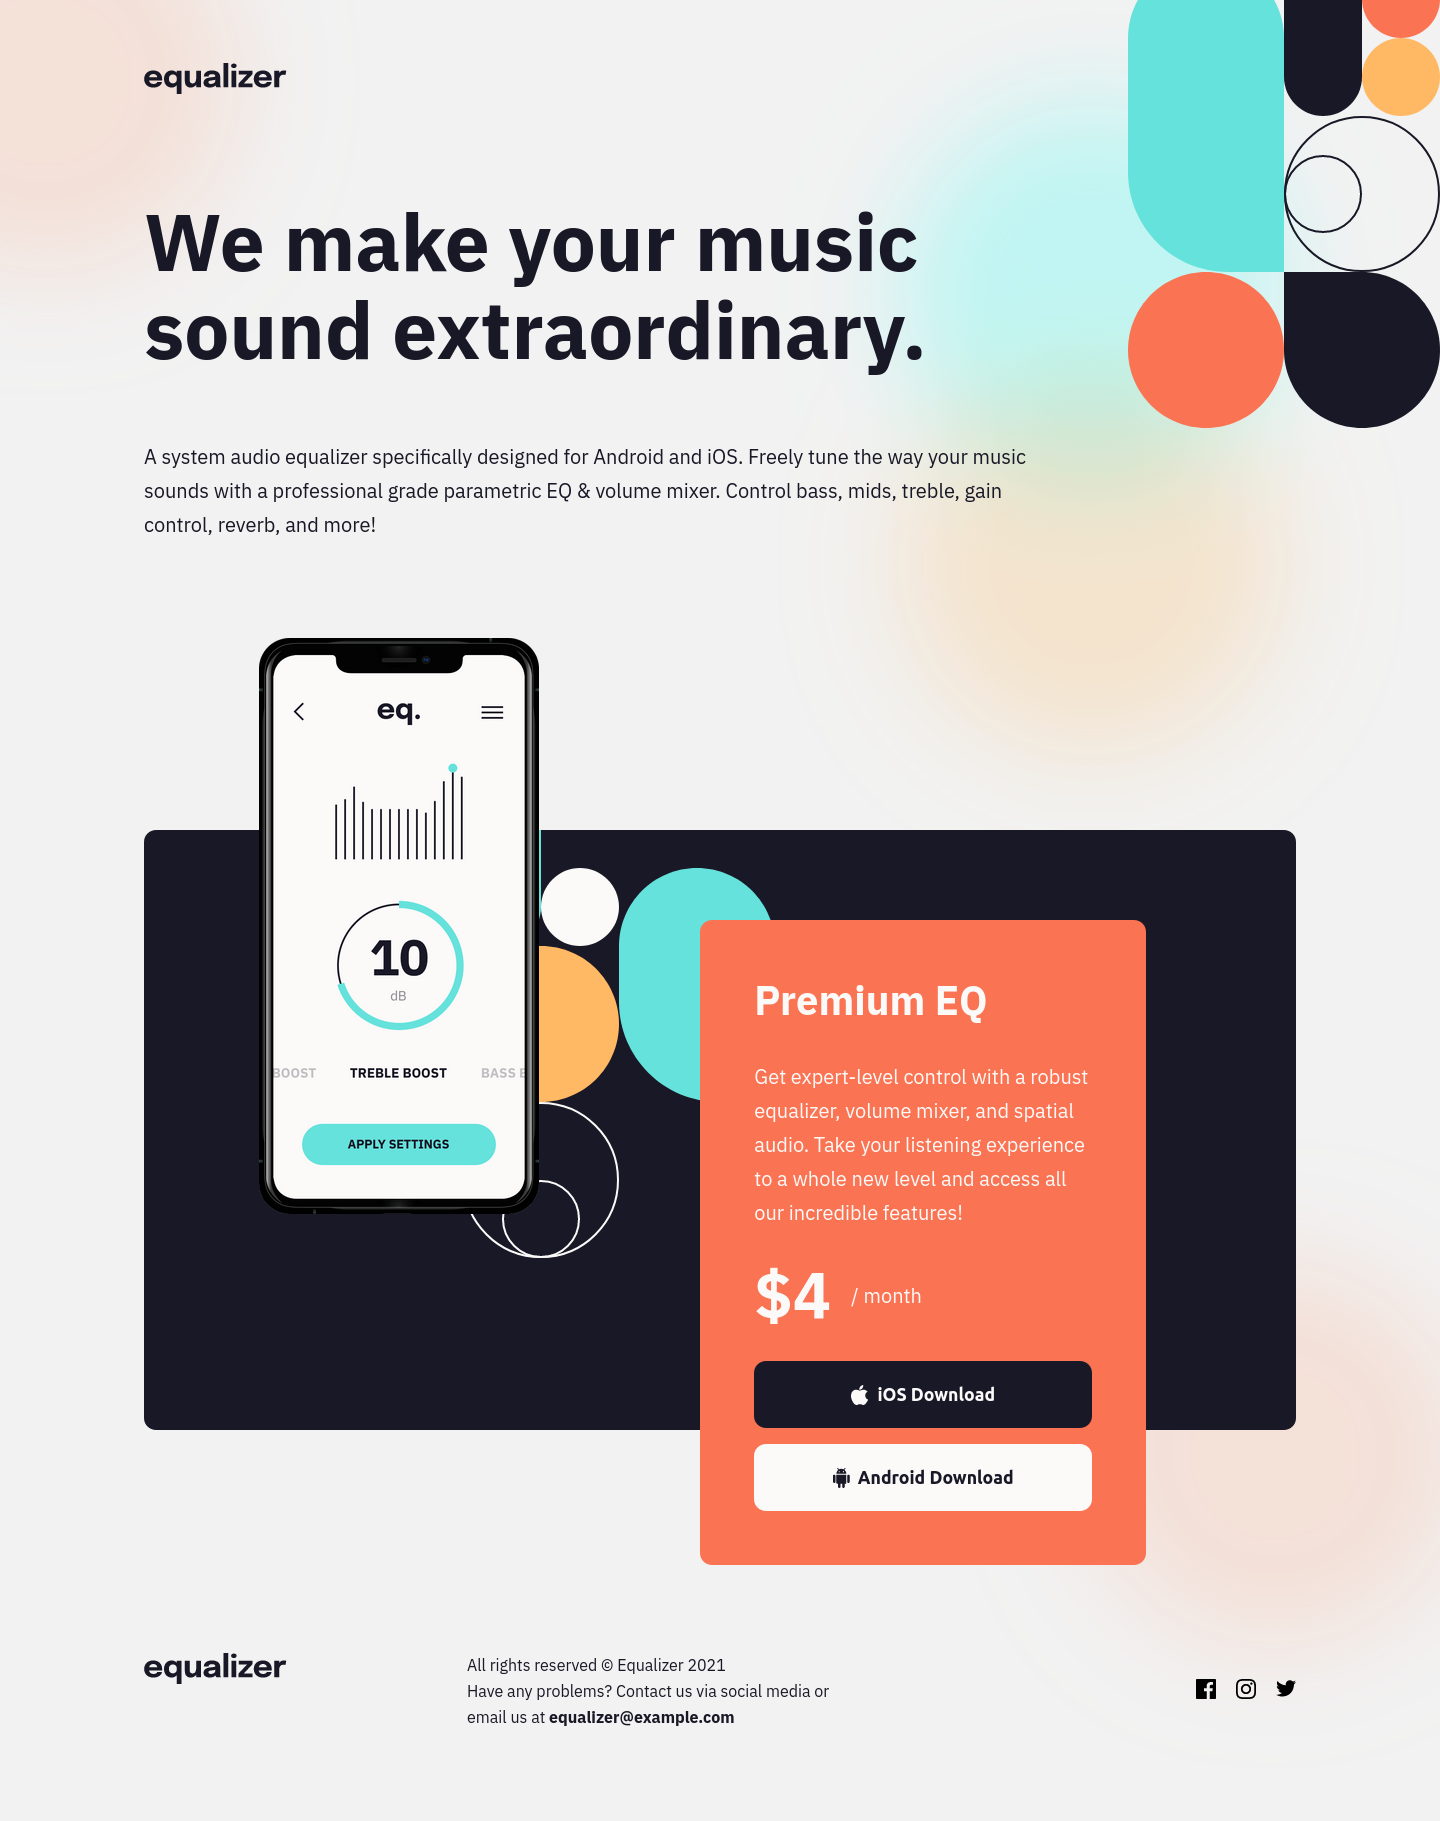 equalizer
We make your music
sound extraordinary.
A system audio equalizer specifically designed for Android and iOS. Freely tune the way your music
sounds with a professional grade parametric EQ & volume mixer. Control bass, mids, treble, gain
control, reverb, and more!
eq.
10
dB
BOOST TREBLE BOOST BASS B
APPLY SETTINGS
Premium EQ
Get expert-level control with a robust
equalizer, volume mixer, and spatial
audio. Take your listening experience
to a whole new level and access all
our incredible features!
$4 / month
iOS Download
Android Download
equalizer
All rights reserved © Equalizer 2021
Have any problems? Contact us via social media or
email us at equalizer@example.com